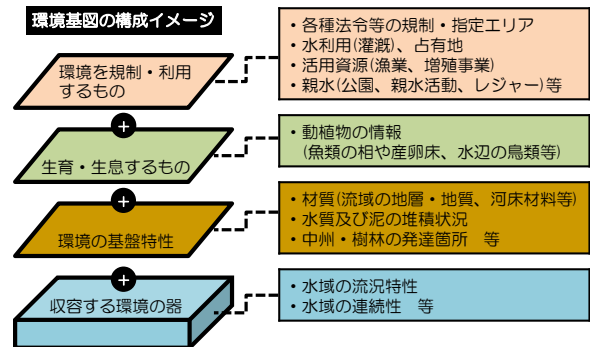 環境基図の構成イメージ
環境を規制・利用
するもの
・各種法令等の規制・指定エリア
・水利用(灌漑)、占有地
・活用資源(漁業、増殖事業)
・親水(公園、親水活動、レジャー)等
+
生育・生息するもの
・動植物の情報
(魚類の相や産卵床、水辺の鳥類等)
+
環境の基盤特性
・材質(流域の地層・地質、河床材料等)
・水質及び泥の堆積状況
・中州・樹林の発達箇所　等
+
収容する環境の器
・水域の流況特性
・水域の連続性　等